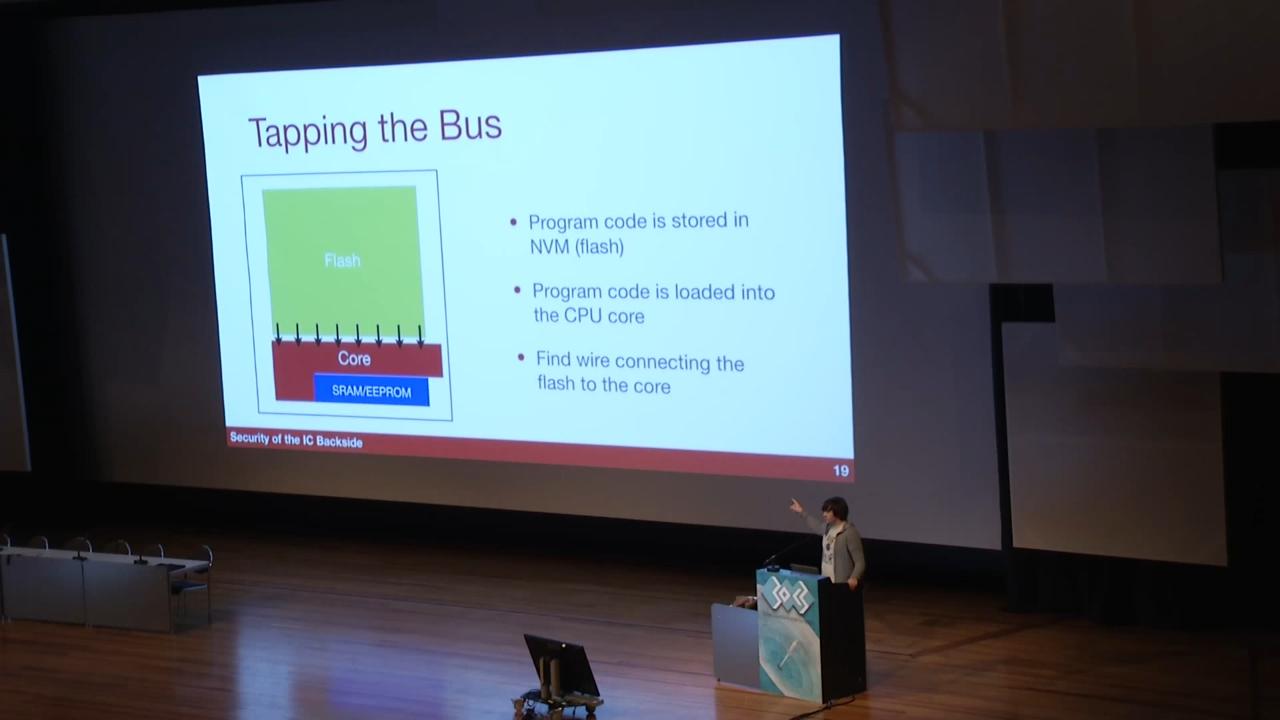 Tapping the Bus
Flash
Core
SRAM/EEPROM
• Program code is stored in
NVM (flash)
• Program code is loaded into
the CPU core
• Find wire connecting the
flash to the core
Security of the IC Backside
19
30C3